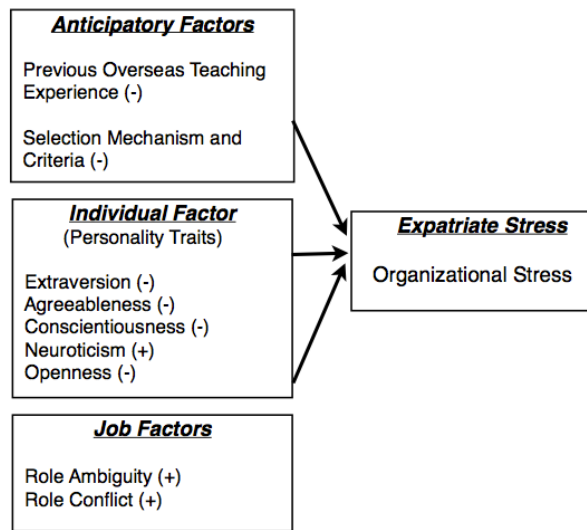 Anticipatory Factors
Previous Overseas Teaching
Experience (-)
Selection Mechanism and
Criteria (-)
Individual Factor
(Personality Traits)
Extraversion (-)
Agreeableness (-)
Conscientiousness (-)
Neuroticism (+)
Openness (-)
Job Factors
Role Ambiguity (+)
Role Conflict (+)
Expatriate Stress
Organizational Stress